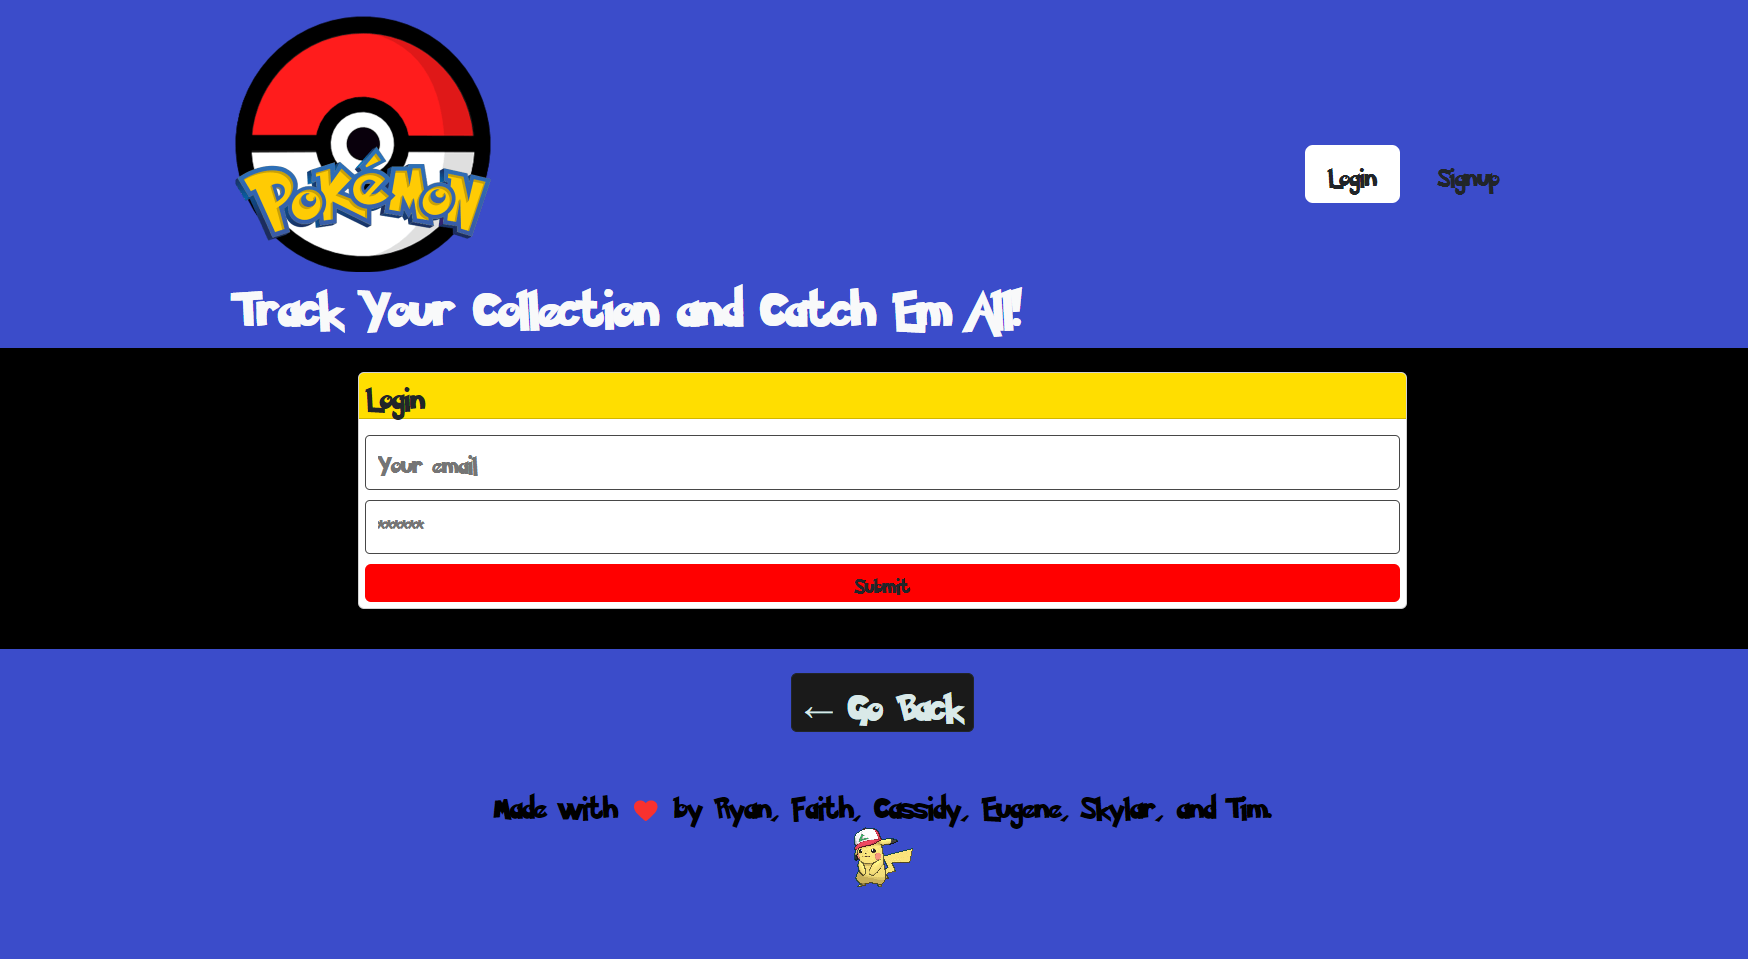 Pokémon
Login
Signup
Track Your Collection and Catch Em All!
Login
Your email
******
Submit
← Go Back
Made with ❤ by Ryan, Faith, Cassidy, Eugene, Skylar, and Tim.